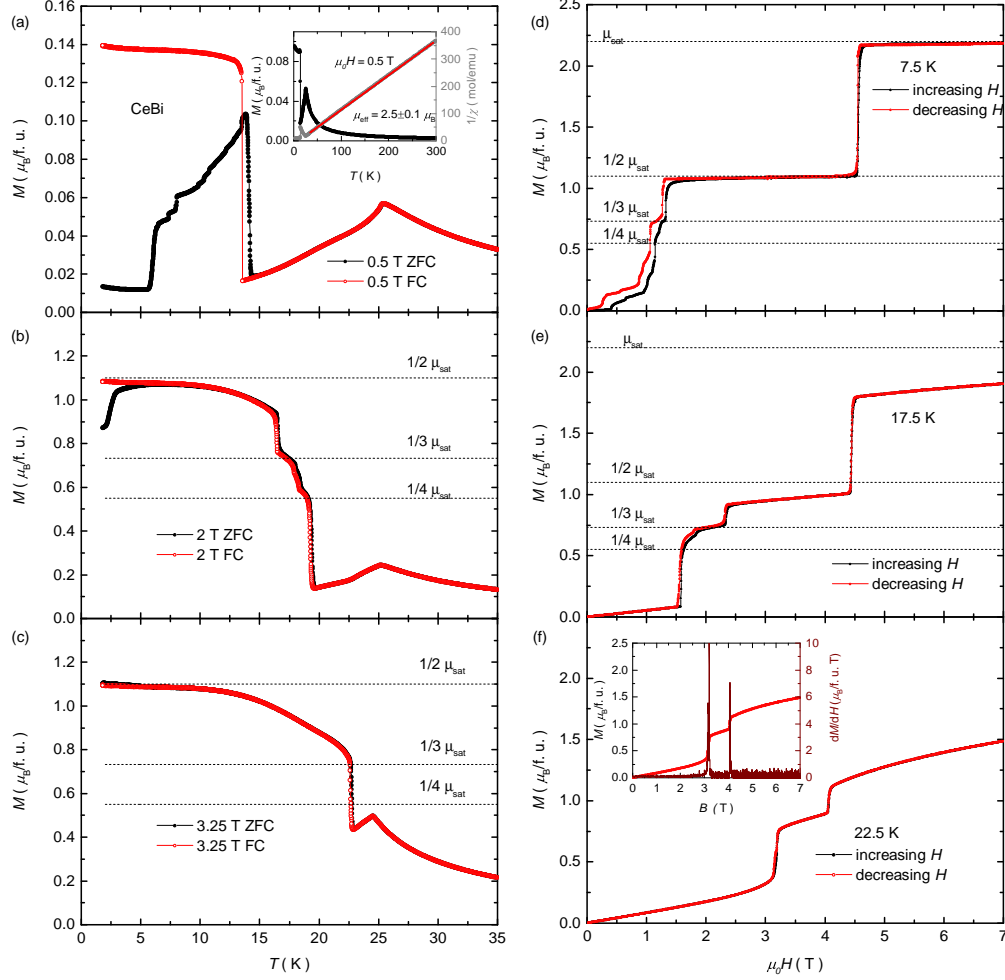 (a)
0.16
0.14
0.12
0.10
0.08
0.06
0.04
0.02
0.00
M ( μB/f. u.)
CeBi
0.08
0.04
0.00
M (μB/f. u.)
μ0H = 0.5 T
μeff = 2.5±0.1 μB
0 100 200 300
T ( K )
400
300
200
100
0
1/χ ( mol/emu)
0.5 T ZFC
0.5 T FC
(b)
1.2
1.0
0.8
0.6
0.4
0.2
0.0
M ( μB/f. u.)
1/2 μsat
1/3 μsat
1/4 μsat
2 T ZFC
2 T FC
(c)
1.2
1.0
0.8
0.6
0.4
0.2
0.0
M ( μB/f. u.)
1/2 μsat
1/3 μsat
1/4 μsat
3.25 T ZFC
3.25 T FC
0 5 10 15 20 25 30 35
T ( K )
(d)
2.0
1.5
1.0
0.5
0.0
M ( μB/f. u.)
μsat
7.5 K
increasing H
decreasing H
1/2 μsat
1/3 μsat
1/4 μsat
(e)
2.0
1.5
1.0
0.5
0.0
M ( μB/f. u.)
μsat
17.5 K
1/2 μsat
1/3 μsat
1/4 μsat
increasing H
decreasing H
(f)
2.0
1.5
1.0
0.5
0.0
M ( μB/f. u.)
2.5
2.0
1.5
1.0
0.5
0.0
M ( μB/f. u.)
10
8
6
4
2
0
dM/dH (μB/f. u. T)
0 1 2 3 4 5 6 7
B (T)
22.5 K
increasing H
decreasing H
0 1 2 3 4 5 6 7
μ0H ( T )